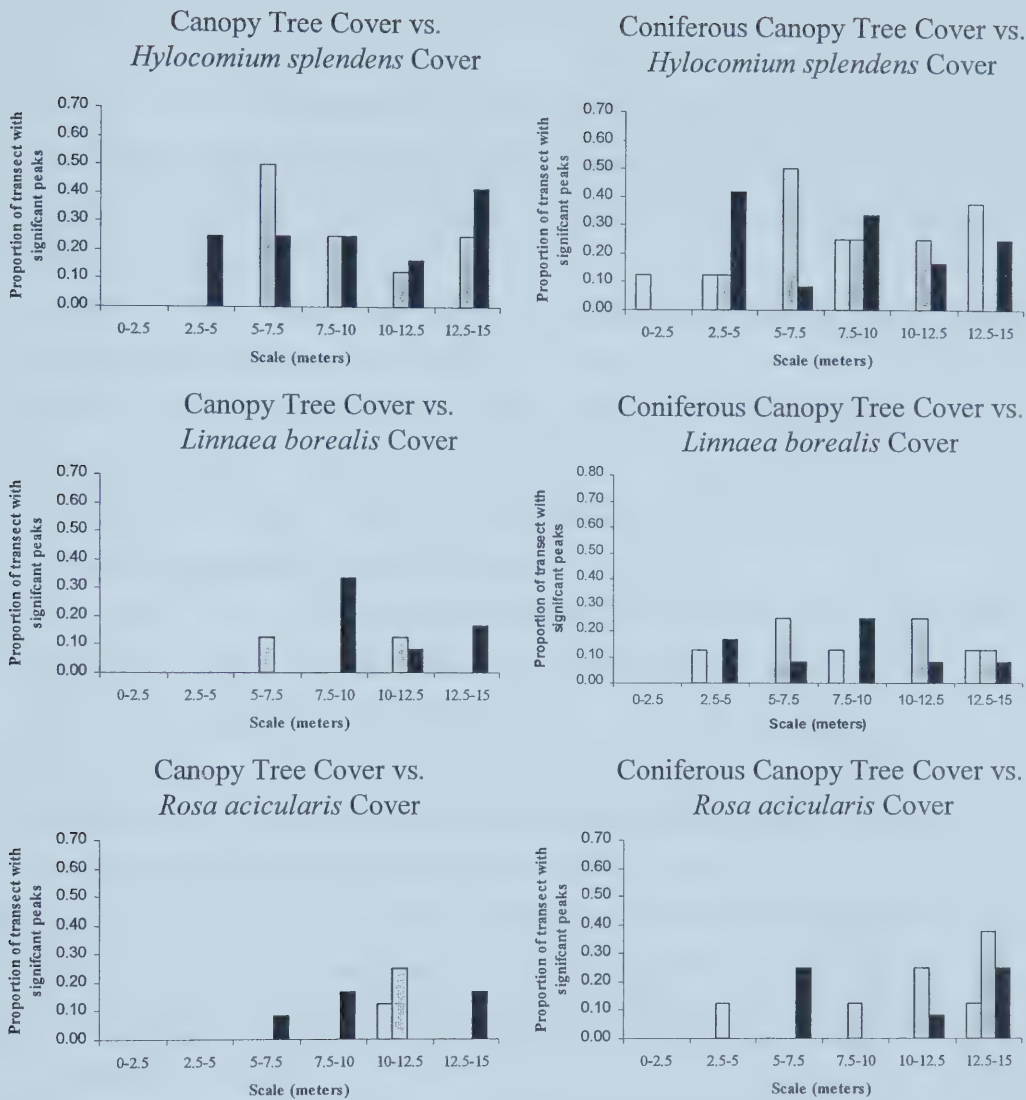 Canopy Tree Cover vs.
Hylocomium splendens Cover
Proportion of transect with
signifcant peaks
0.70
0.60
0.50
0.40
0.30
0.20
0.10
0.00
0-2.5 2.5-5 5-7.5 7.5-10 10-12.5 12.5-15
Scale (meters)
Coniferous Canopy Tree Cover vs.
Hylocomium splendens Cover
Proportion of transect with
signifcant peaks
0.70
0.60
0.50
0.40
0.30
0.20
0.10
0.00
0-2.5 2.5-5 5-7.5 7.5-10 10-12.5 12.5-15
Scale (meters)
Canopy Tree Cover vs.
Linnaea borealis Cover
Proportion of transect with
signifcant peaks
0.70
0.60
0.50
0.40
0.30
0.20
0.10
0.00
0-2.5 2.5-5 5-7.5 7.5-10 10-12.5 12.5-15
Scale (meters)
Coniferous Canopy Tree Cover vs.
Linnaea borealis Cover
Proportion of transect with
signifcant peaks
0.80
0.70
0.60
0.50
0.40
0.30
0.20
0.10
0.00
0-2.5 2.5-5 5-7.5 7.5-10 10-12.5 12.5-15
Scale (meters)
Canopy Tree Cover vs.
Rosa acicularis Cover
Proportion of transect with
signifcant peaks
0.70
0.60
0.50
0.40
0.30
0.20
0.10
0.00
0-2.5 2.5-5 5-7.5 7.5-10 10-12.5 12.5-15
Scale (meters)
Coniferous Canopy Tree Cover vs.
Rosa acicularis Cover
Proportion of transect with
signifcant peaks
0.70
0.60
0.50
0.40
0.30
0.20
0.10
0.00
0-2.5 2.5-5 5-7.5 7.5-10 10-12.5 12.5-15
Scale (meters)